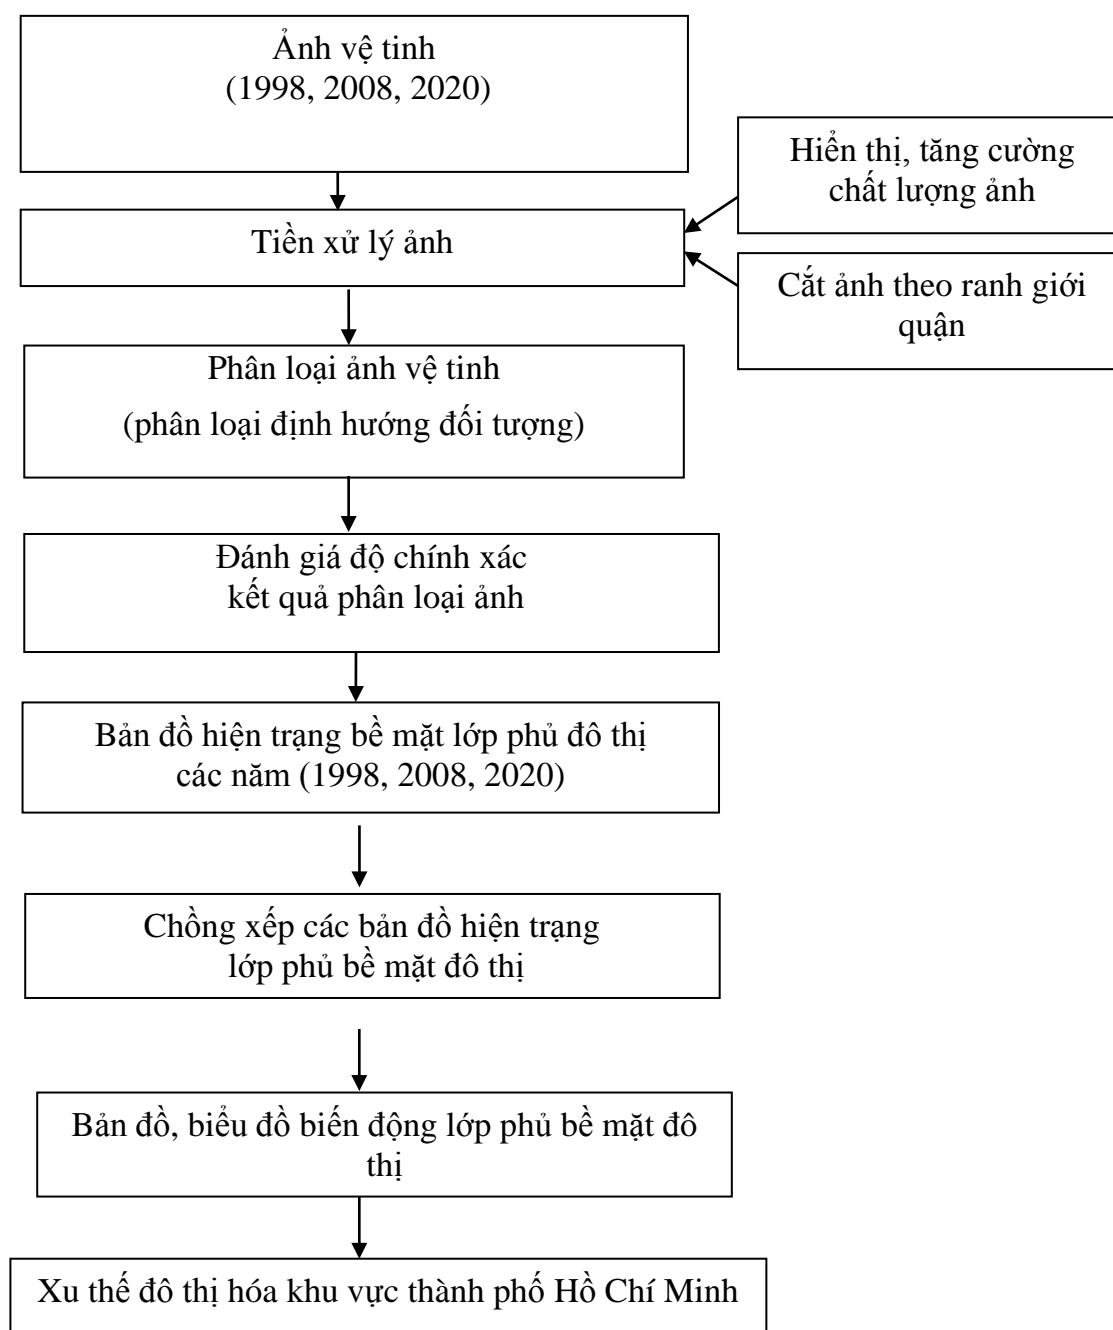 Ảnh vệ tinh
(1998, 2008, 2020)
Hiển thị, tăng cường
chất lượng ảnh
Tiền xử lý ảnh
Cắt ảnh theo ranh giới
quận
Phân loại ảnh vệ tinh
(phân loại định hướng đối tượng)
Đánh giá độ chính xác
kết quả phân loại ảnh
Bản đồ hiện trạng bề mặt lớp phủ đô thị
các năm (1998, 2008, 2020)
Chồng xếp các bản đồ hiện trạng
lớp phủ bề mặt đô thị
Bản đồ, biểu đồ biến động lớp phủ bề mặt đô
thị
Xu thế đô thị hóa khu vực thành phố Hồ Chí Minh